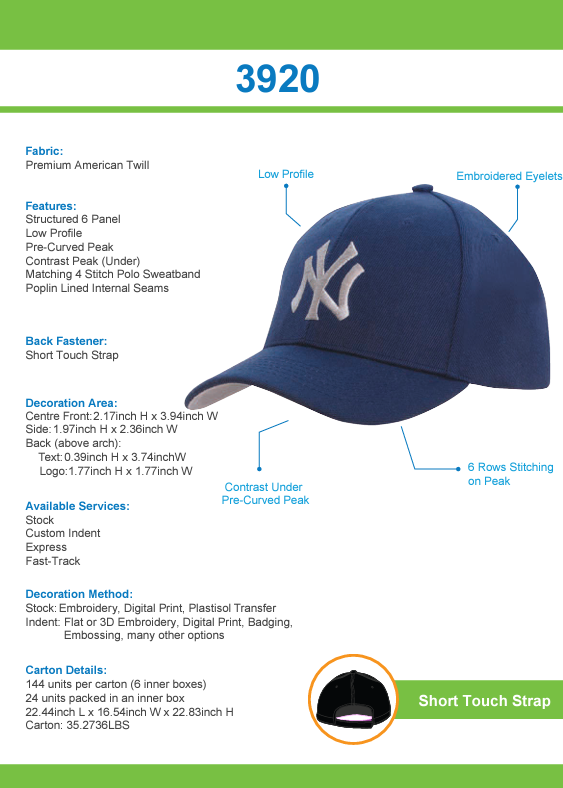 3920
Fabric:
Premium American Twill
Features:
Structured 6 Panel
Low Profile
Pre-Curved Peak
Contrast Peak (Under)
Matching 4 Stitch Polo Sweatband
Poplin Lined Internal Seams
Back Fastener:
Short Touch Strap
Decoration Area:
Centre Front:2.17inch H x 3.94inch W
Side:1.97inch H x 2.36inch W
Back (above arch):
Text:0.39inch H x 3.74inchW
Logo:1.77inch H x 1.77inch W
Available Services:
Stock
Custom Indent
Express
Fast-Track
Decoration Method:
Stock: Embroidery, Digital Print, Plastisol Transfer
Indent: Flat or 3D Embroidery, Digital Print, Badging,
Embossing, many other options
Carton Details:
144 units per carton (6 inner boxes)
24 units packed in an inner box
22.44inch L x 16.54inch W x 22.83inch H
Carton: 35.2736LBS
Low Profile
Embroidered Eyelets
NY
Contrast Under
Pre-Curved Peak
6 Rows Stitching
on Peak
Short Touch Strap